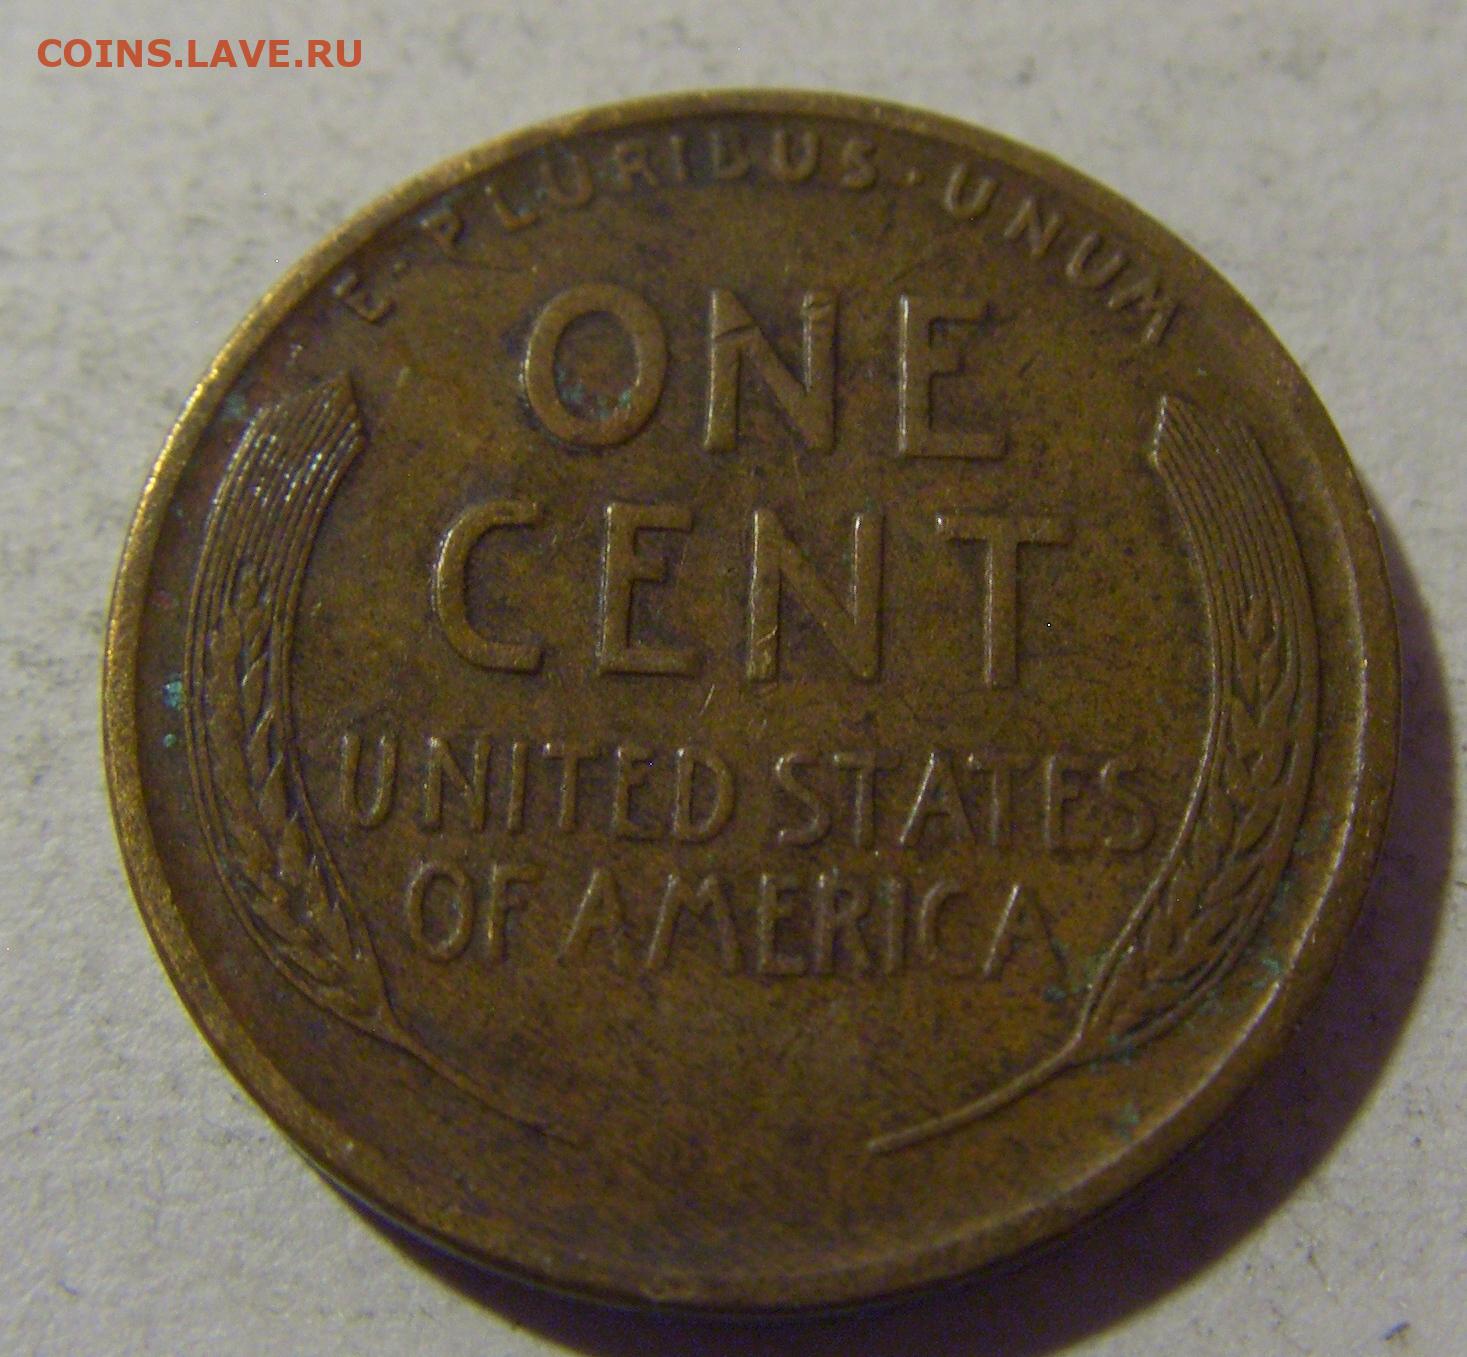 COINS.LAVE.RU
E·PLURIBUS·UNUM
ONE
CENT
UNITED STATES
OF AMERICA